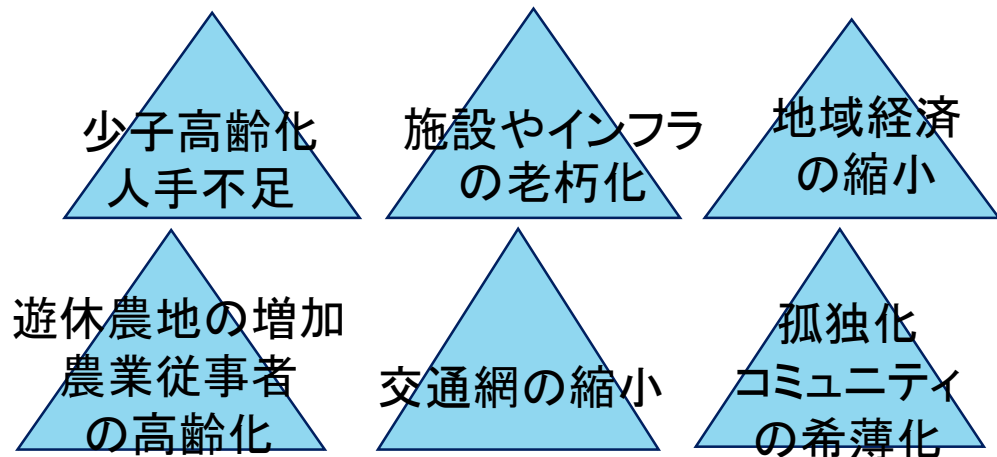 少子高齢化
人手不足
施設やインフラ
の老朽化
地域経済
の縮小
遊休農地の増加
農業従事者
の高齢化
交通網の縮小
孤独化
コミュニティ
の希薄化